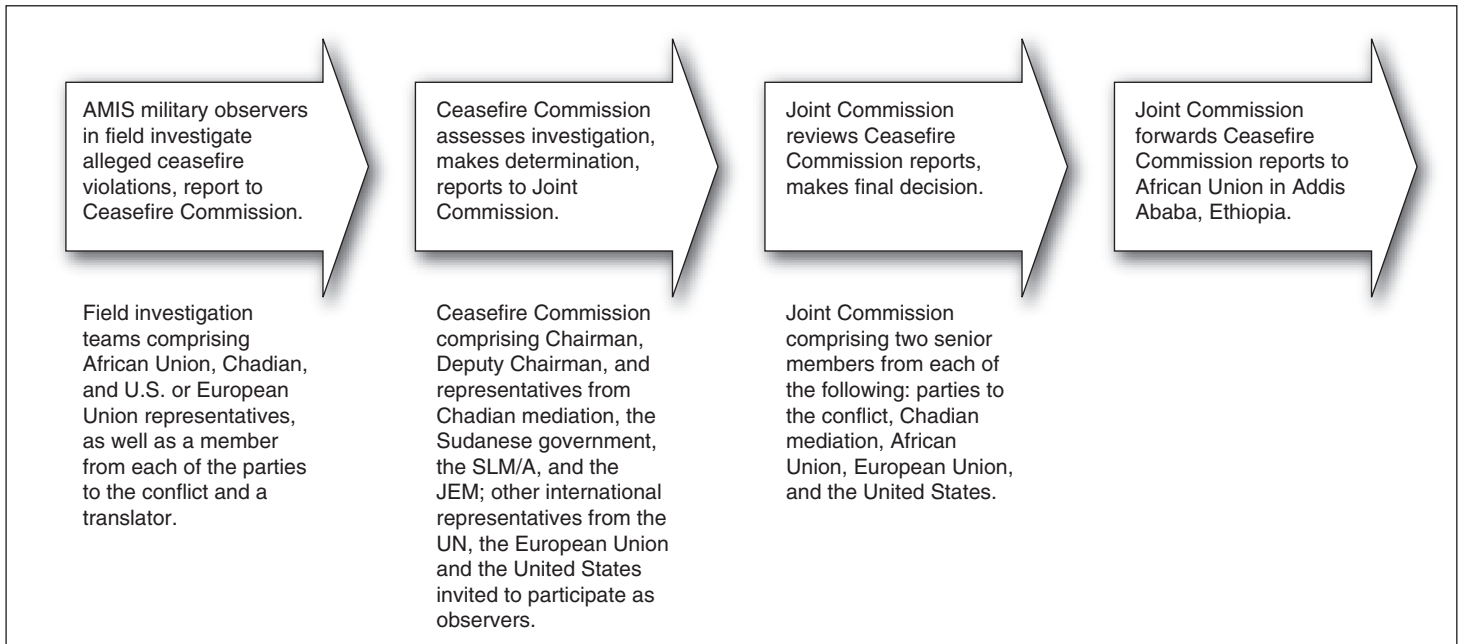 AMIS military observers
in field investigate
alleged ceasefire
violations, report to
Ceasefire Commission.
Ceasefire Commission
assesses investigation,
makes determination,
reports to Joint
Commission.
Joint Commission
reviews Ceasefire
Commission reports,
makes final decision.
Joint Commission
forwards Ceasefire
Commission reports to
African Union in Addis
Ababa, Ethiopia.
Field investigation
teams comprising
African Union, Chadian,
and U.S. or European
Union representatives,
as well as a member
from each of the parties
to the conflict and a
translator.
Ceasefire Commission
comprising Chairman,
Deputy Chairman, and
representatives from
Chadian mediation, the
Sudanese government,
the SLM/A, and the
JEM; other international
representatives from the
UN, the European Union
and the United States
invited to participate as
observers.
Joint Commission
comprising two senior
members from each of
the following: parties to
the conflict, Chadian
mediation, African
Union, European Union,
and the United States.